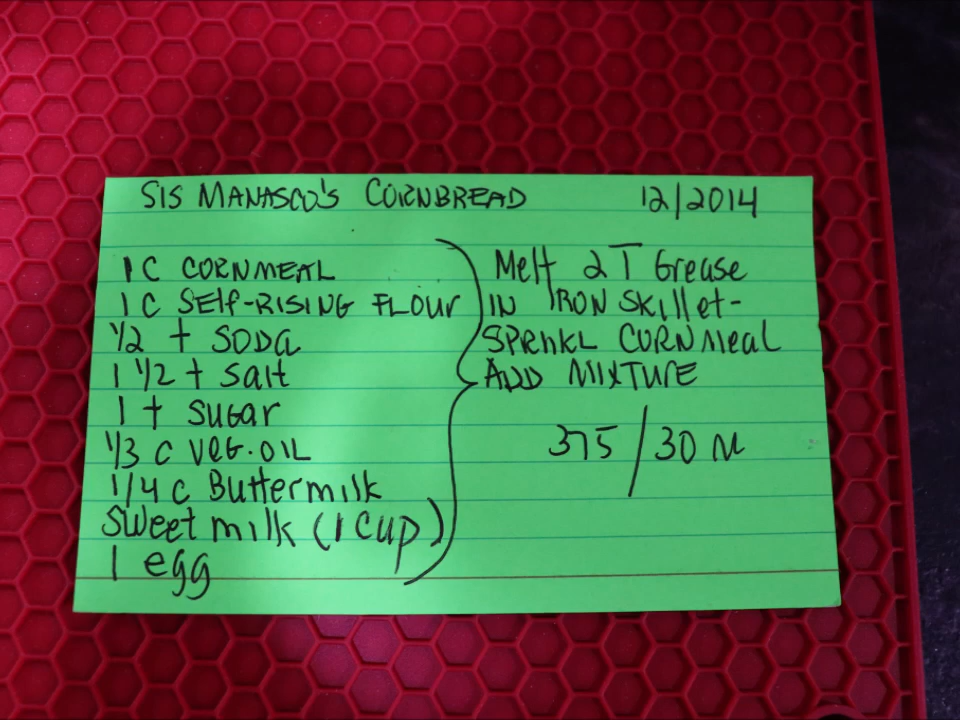 SIS MANASCO'S CORNBREAD 12/2014
1 C CORNMEAL
1 C SElf-RISING FLOUr
1/2 t SODa
1 1/2 t salt
1 t suGar
1/3 c veG. OIL
1/4 c Buttermilk
Sweet milk (1 cup)
1 egg
Melt 2 T Grease
IN IRON Skillet-
SPRNKL CORNMeal
ADD MIXTURE
375/30 M